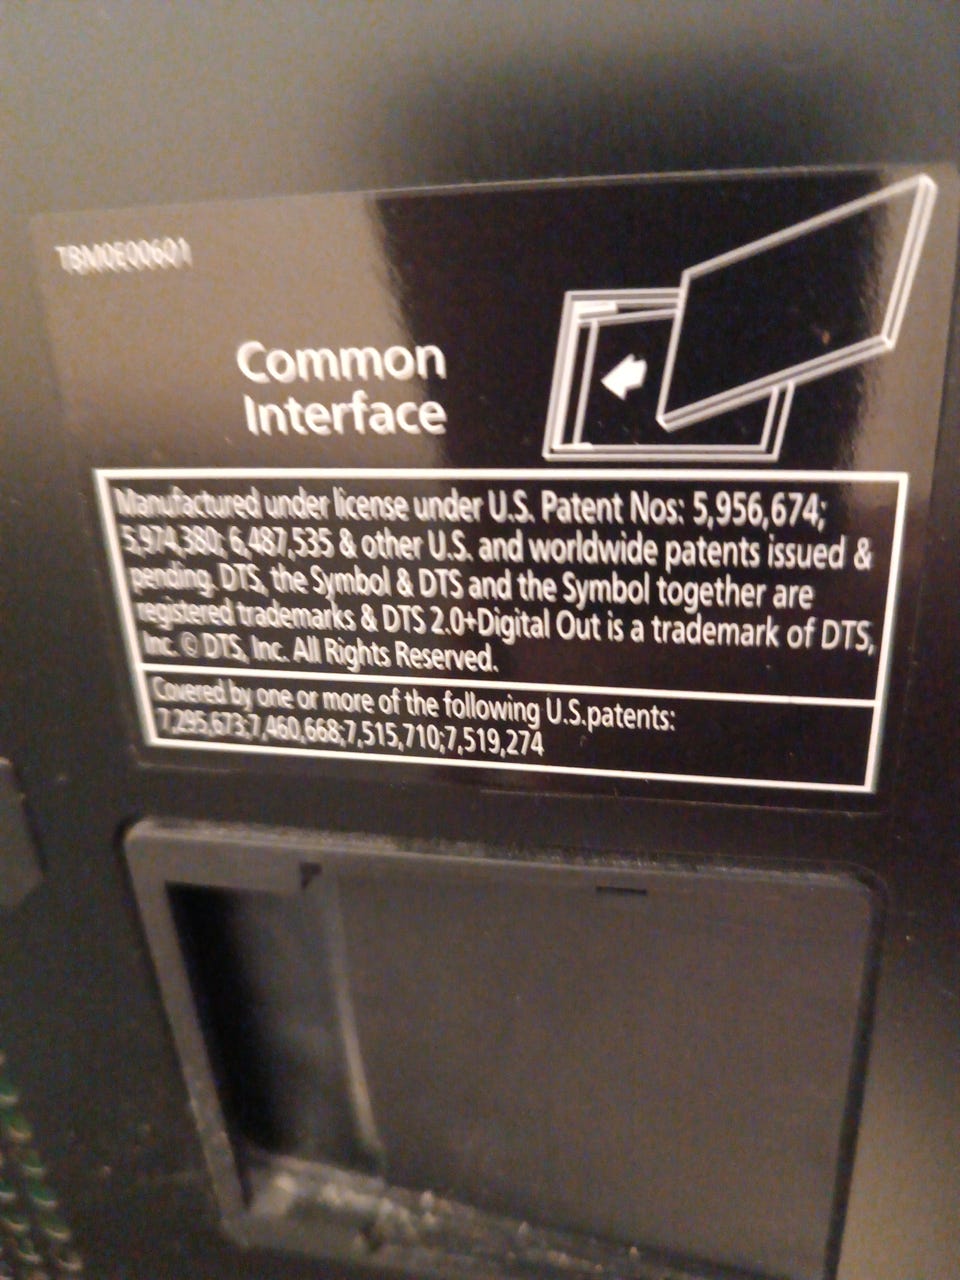 TBM0E00601
Common
Interface
Manufactured under license under U.S. Patent Nos: 5,956,674;
5,974,380; 6,487,535 & other U.S. and worldwide patents issued &
pending. DTS, the Symbol & DTS and the Symbol together are
registered trademarks & DTS 2.0+Digital Out is a trademark of DTS,
Inc. © DTS, Inc. All Rights Reserved.
Covered by one or more of the following U.S.patents:
7,295,673;7,460,668;7,515,710;7,519,274